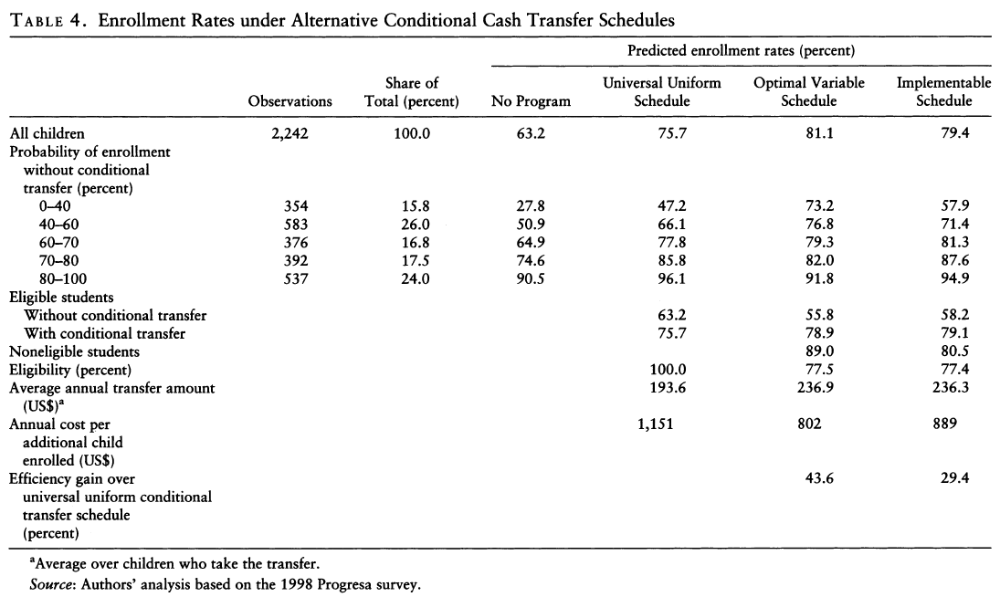 TABLE 4. Enrollment Rates under Alternative Conditional Cash Transfer Schedules
Predicted enrollment rates (percent)
Observations Share of Total (percent) No Program Universal Uniform Schedule Optimal Variable Schedule Implementable Schedule
All children 2,242 100.0 63.2 75.7 81.1 79.4
Probability of enrollment
without conditional
transfer (percent)
0–40 354 15.8 27.8 47.2 73.2 57.9
40–60 583 26.0 50.9 66.1 76.8 71.4
60–70 376 16.8 64.9 77.8 79.3 81.3
70–80 392 17.5 74.6 85.8 82.0 87.6
80–100 537 24.0 90.5 96.1 91.8 94.9
Eligible students
Without conditional transfer 63.2 55.8 58.2
With conditional transfer 75.7 78.9 79.1
Noneligible students 89.0 80.5
Eligibility (percent) 100.0 77.5 77.4
Average annual transfer amount 193.6 236.9 236.3
(US$)a
Annual cost per 1,151 802 889
additional child
enrolled (US$)
Efficiency gain over 43.6 29.4
universal uniform conditional
transfer schedule
(percent)
aAverage over children who take the transfer.
Source: Authors' analysis based on the 1998 Progresa survey.